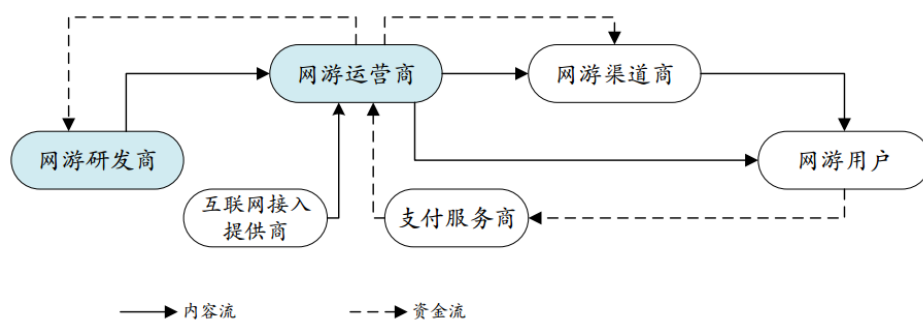 网游运营商
网游渠道商
网游研发商
网游用户
互联网接入
提供商
支付服务商
内容流
资金流